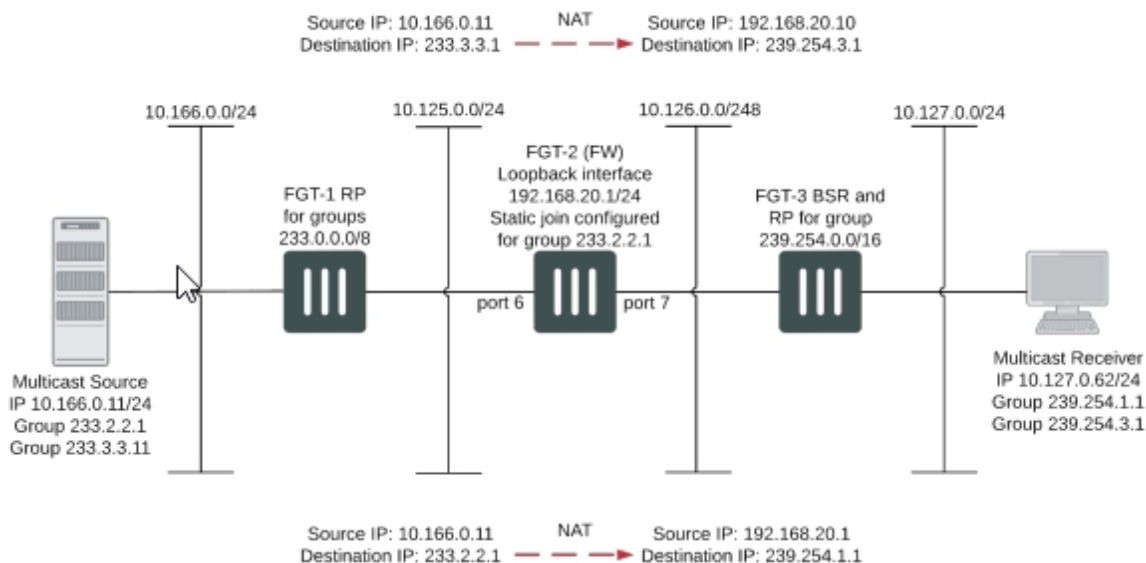 Source IP: 10.166.0.11 NAT Source IP: 192.168.20.10
Destination IP: 233.3.3.1 Destination IP: 239.254.3.1
10.166.0.0/24 10.125.0.0/24 10.126.0.0/248 10.127.0.0/24
FGT-1 RP
for groups
233.0.0.0/8
FGT-2 (FW)
Loopback interface
192.168.20.1/24
Static join configured
for group 233.2.2.1
FGT-3 BSR and
RP for group
239.254.0.0/16
port 6 port 7
Multicast Source
IP 10.166.0.11/24
Group 233.2.2.1
Group 233.3.3.11
Multicast Receiver
IP 10.127.0.62/24
Group 239.254.1.1
Group 239.254.3.1
Source IP: 10.166.0.11 NAT Source IP: 192.168.20.1
Destination IP: 233.2.2.1 Destination IP: 239.254.1.1